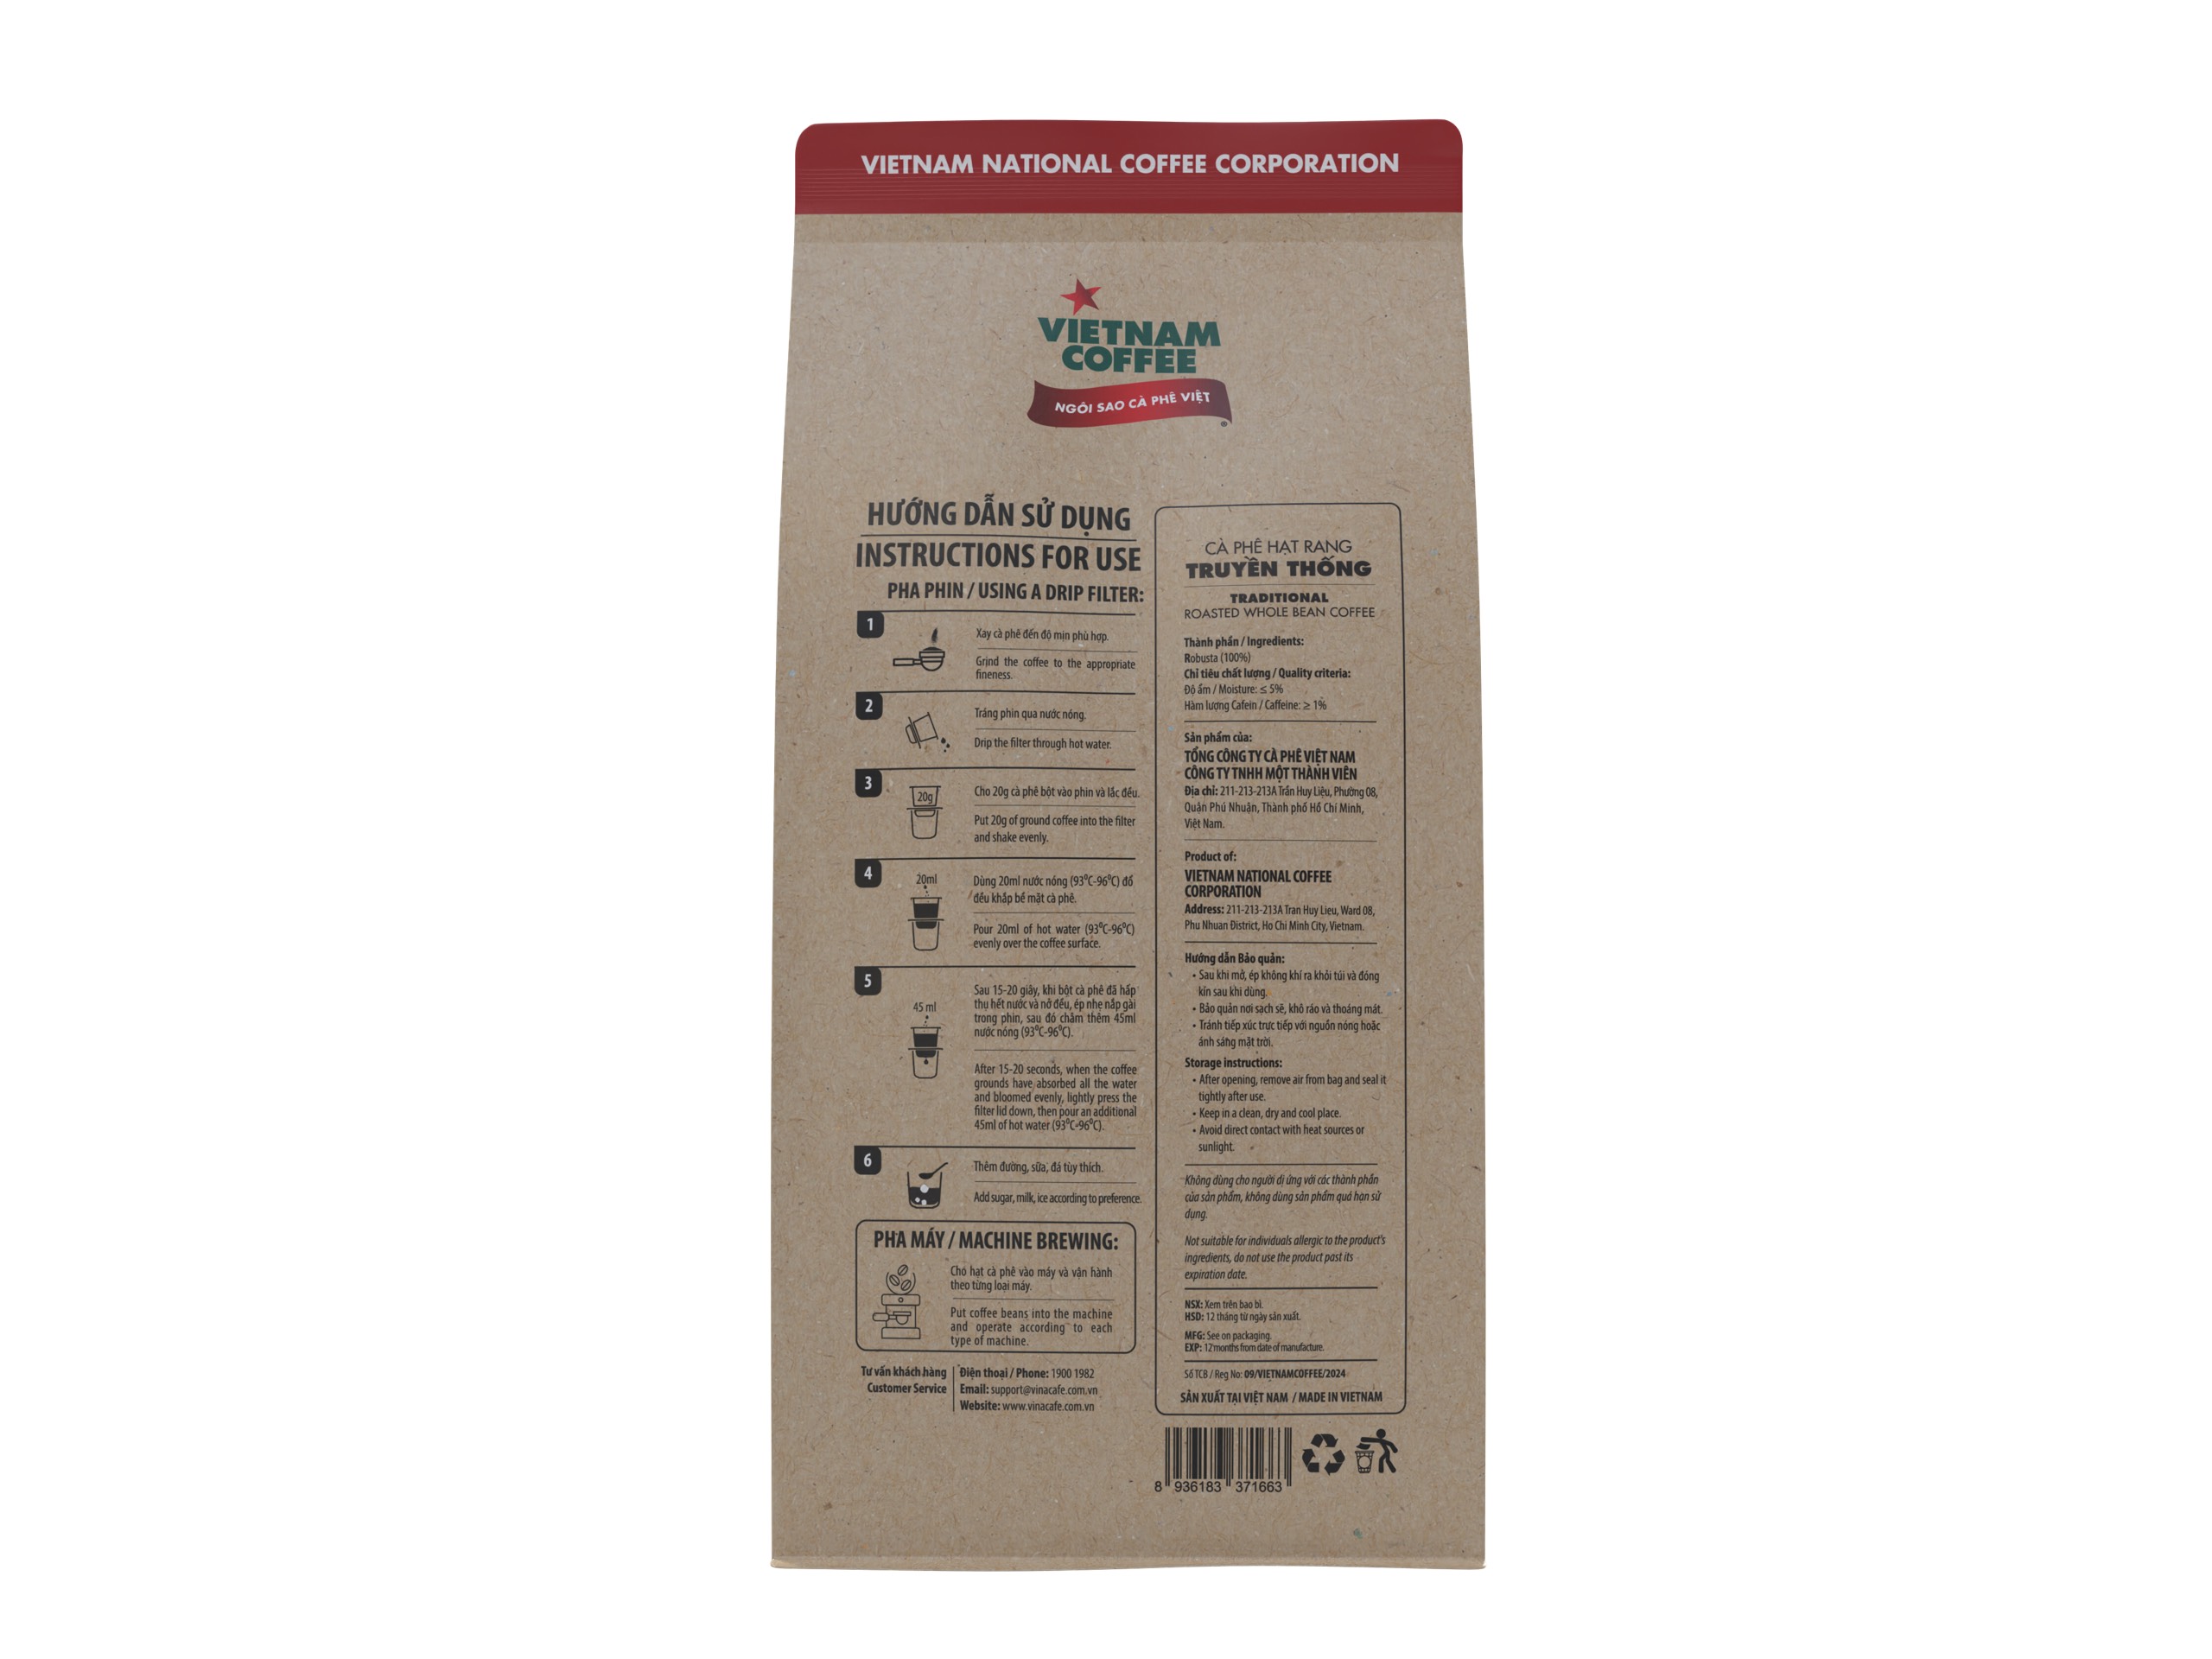 VIETNAM NATIONAL COFFEE CORPORATION
VIETNAM
COFFEE
NGÔI SAO CÀ PHÊ VIỆT
®
HƯỚNG DẪN SỬ DỤNG
INSTRUCTIONS FOR USE
PHA PHIN / USING A DRIP FILTER:
1
Xay cà phê đến độ mịn phù hợp.
Grind the coffee to the appropriate
fineness.
2
Tráng phin qua nước nóng.
Drip the filter through hot water.
3
20g
Cho 20g cà phê bột vào phin và lắc đều.
Put 20g of ground coffee into the filter
and shake evenly.
4
20ml
Dùng 20ml nước nóng (93⁰C-96⁰C) đổ
đều khắp bề mặt cà phê.
Pour 20ml of hot water (93⁰C-96⁰C)
evenly over the coffee surface.
5
45 ml
Sau 15-20 giây, khi bột cà phê đã hấp
thu hết nước và nở đều, ép nhẹ nắp gài
trong phin, sau đó châm thêm 45ml
nước nóng (93⁰C-96⁰C).
After 15-20 seconds, when the coffee
grounds have absorbed all the water
and bloomed evenly, lightly press the
filter lid down, then pour an additional
45ml of hot water (93⁰C-96⁰C).
6
Thêm đường, sữa, đá tùy thích.
Add sugar, milk, ice according to preference.
PHA MÁY / MACHINE BREWING:
Cho hạt cà phê vào máy và vận hành
theo từng loại máy.
Put coffee beans into the machine
and operate according to each
type of machine.
Tư vấn khách hàng
Customer Service
Điện thoại / Phone: 1900 1982
Email: support@vinacafe.com.vn
Website: www.vinacafe.com.vn
CÀ PHÊ HẠT RANG
TRUYỀN THỐNG
TRADITIONAL
ROASTED WHOLE BEAN COFFEE
Thành phần / Ingredients:
Robusta (100%)
Chỉ tiêu chất lượng / Quality criteria:
Độ ẩm / Moisture: ≤ 5%
Hàm lượng Cafein / Caffeine: ≥ 1%
Sản phẩm của:
TỔNG CÔNG TY CÀ PHÊ VIỆT NAM
CÔNG TY TNHH MỘT THÀNH VIÊN
Địa chỉ: 211-213-213A Trần Huy Liệu, Phường 08,
Quận Phú Nhuận, Thành phố Hồ Chí Minh,
Việt Nam.
Product of:
VIETNAM NATIONAL COFFEE
CORPORATION
Address: 211-213-213A Tran Huy Lieu, Ward 08,
Phu Nhuan District, Ho Chi Minh City, Vietnam.
Hướng dẫn Bảo quản:
• Sau khi mở, ép không khí ra khỏi túi và đóng
kín sau khi dùng.
• Bảo quản nơi sạch sẽ, khô ráo và thoáng mát.
• Tránh tiếp xúc trực tiếp với nguồn nóng hoặc
ánh sáng mặt trời.
Storage instructions:
• After opening, remove air from bag and seal it
tightly after use.
• Keep in a clean, dry and cool place.
• Avoid direct contact with heat sources or
sunlight.
Không dùng cho người dị ứng với các thành phần
của sản phẩm, không dùng sản phẩm quá hạn sử
dụng.
Not suitable for individuals allergic to the product's
ingredients, do not use the product past its
expiration date.
NSX: Xem trên bao bì.
HSD: 12 tháng từ ngày sản xuất.
MFG: See on packaging.
EXP: 12 months from date of manufacture.
Số TCB / Reg No: 09/VIETNAMCOFFEE/2024
SẢN XUẤT TẠI VIỆT NAM / MADE IN VIETNAM
8 936183 371663